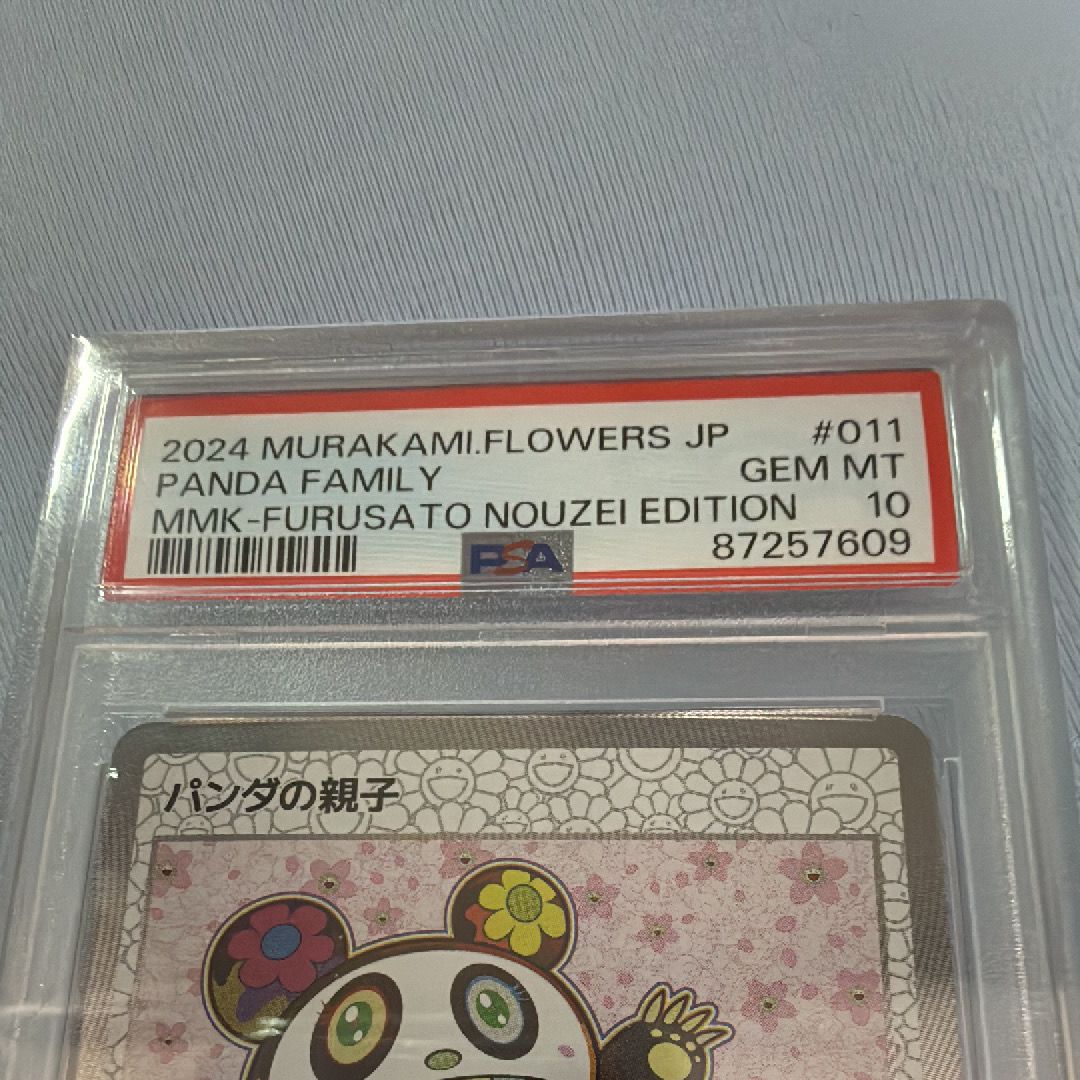 2024 MURAKAMI.FLOWERS JP #011
PANDA FAMILY GEM MT
MMK-FURUSATO NOUZEI EDITION 10
PSA 87257609
パンダの親子